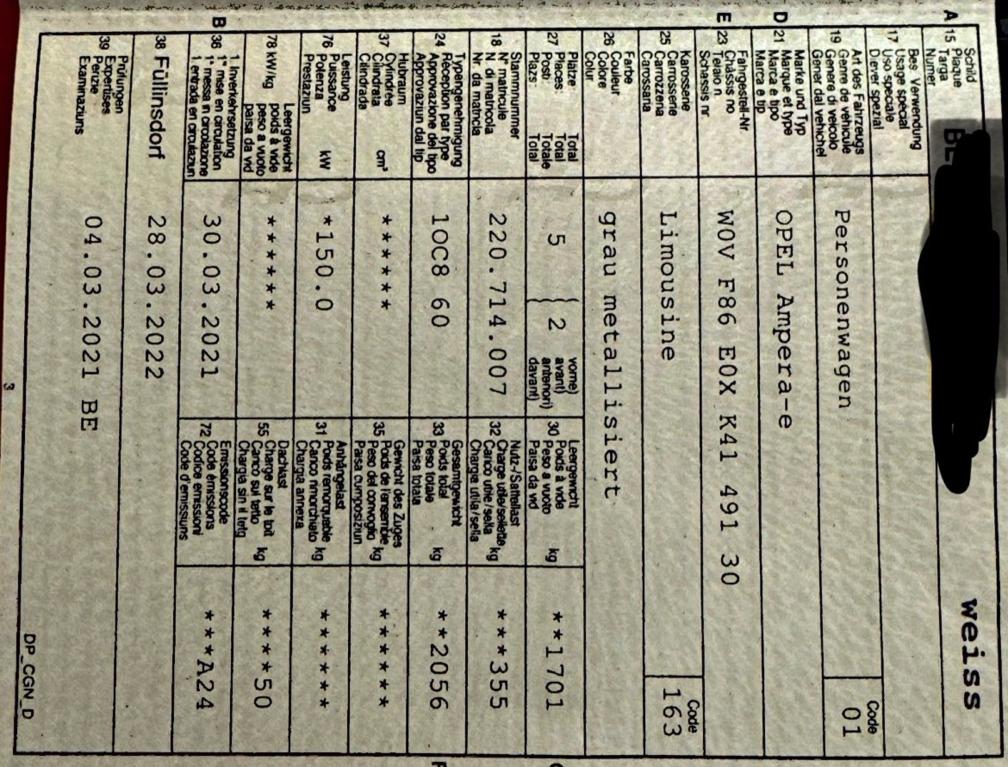 A
15 Schild
Plaque
Targa
Numer
weiss
17 Bes. Verwendung
Usage spécial
Uso speciale
Diever spezial
19 Art des Fahrzeugs
Genre de véhicule
Genere di veicolo
Gener dal vehichel
Personenwagen
Code
01
D
21 Marke und Typ
Marque et type
Marca e tipo
Marca e tip
OPEL Ampera-e
E
23 Fahrgestell-Nr
Châssis no
Telaio n.
Schassis nr
W0V F86 E0X K41 491 30
25 Karosserie
Carrosserie
Carrozzeria
Carossaria
Limousine
Code
163
26 Farbe
Couleur
Colore
Colur
grau metallisiert
27 Plätze: Total
Places: Total
Posti: Totale
Plazs: Total
5
2
vorne)
avant)
anteriori)
davant)
30 Leergewicht
Poids à vide
Peso a vuoto kg
Paisa da vid
**1701
18 Stammnummer
N° matricule
N. di matricola
Nr. da matricla
220.714.007
32 Nutz-/Sattellast
Charge utile/sellette kg
Carico utile/sella
Chargia utila/sella
***355
24 Typengenehmigung
Réception par type
Approvazione del tipo
Approvaziun dal tip
1OC8 60
33 Gesamtgewicht
Poids total
Peso totale kg
Paisa totala
**2056
37 Hubraum
Cylindrée
Cilindrata cm³
Cilindrada
*****
35 Gewicht des Zuges
Poids de l'ensemble kg
Peso del convoglio
Paisa cumposiziun
******
76 Leistung
Puissance
Potenza kW
Prestaziun
*150.0
31 Anhängelast
Poids remorquable kg
Carico rimorchiato
Chargia annexa
******
78 kW/kg
Leergewicht
poids à vide
peso a vuoto
paisa da vid
******
55 Dachlast
Charge sur le toit
Carico sul tetto kg
Chargia sin il tetg
****50
B
36 1. Inverkehrsetzung
1re mise en circulation
1a messa in circolazione
1. entrada en circulaziun
30.03.2021
72 Emissionscode
Code émissions
Codice emissioni
Code d'emissiuns
***A24
38 Füllinsdorf
28.03.2022
39 Prüfungen
Expertises
Perizie
Examinaziuns
04.03.2021 BE
3
DP_CGN_D